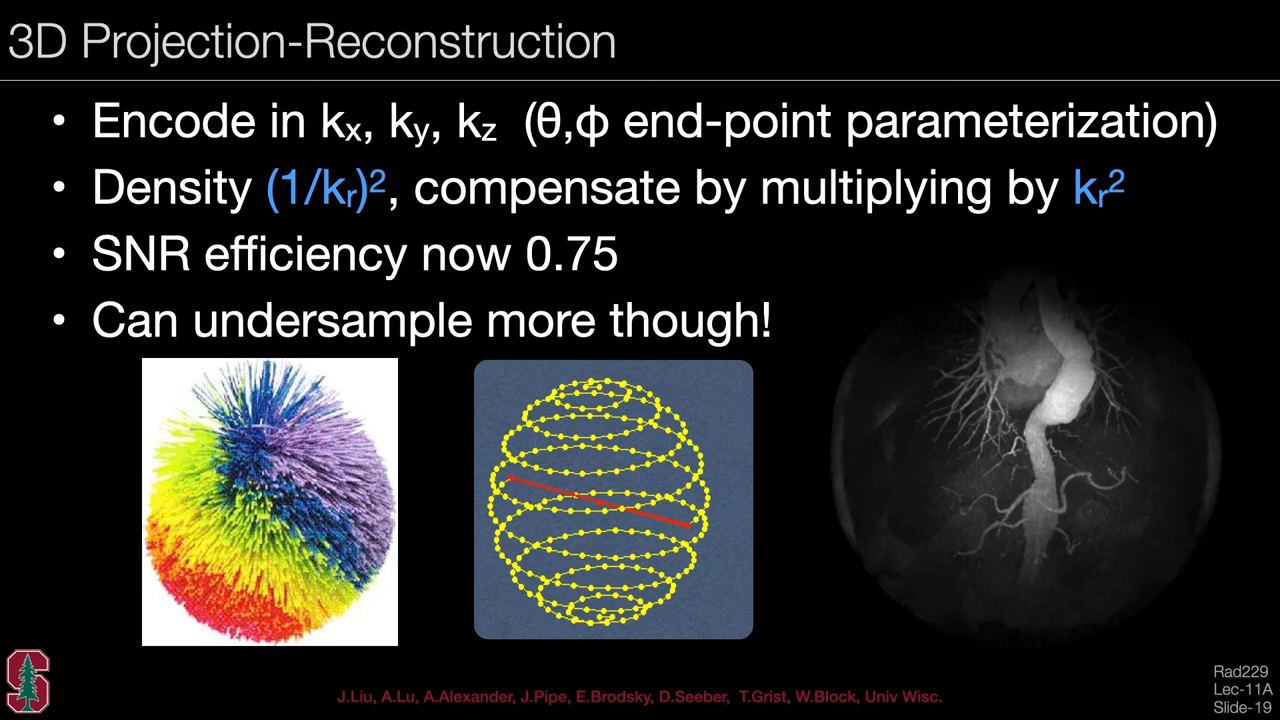 3D Projection-Reconstruction
• Encode in kₓ, kᵧ, k_z (θ,ϕ end-point parameterization)
• Density (1/kᵣ)², compensate by multiplying by kᵣ²
• SNR efficiency now 0.75
• Can undersample more though!
S
J.Liu, A.Lu, A.Alexander, J.Pipe, E.Brodsky, D.Seeber, T.Grist, W.Block, Univ Wisc.
Rad229
Lec-11A
Slide-19